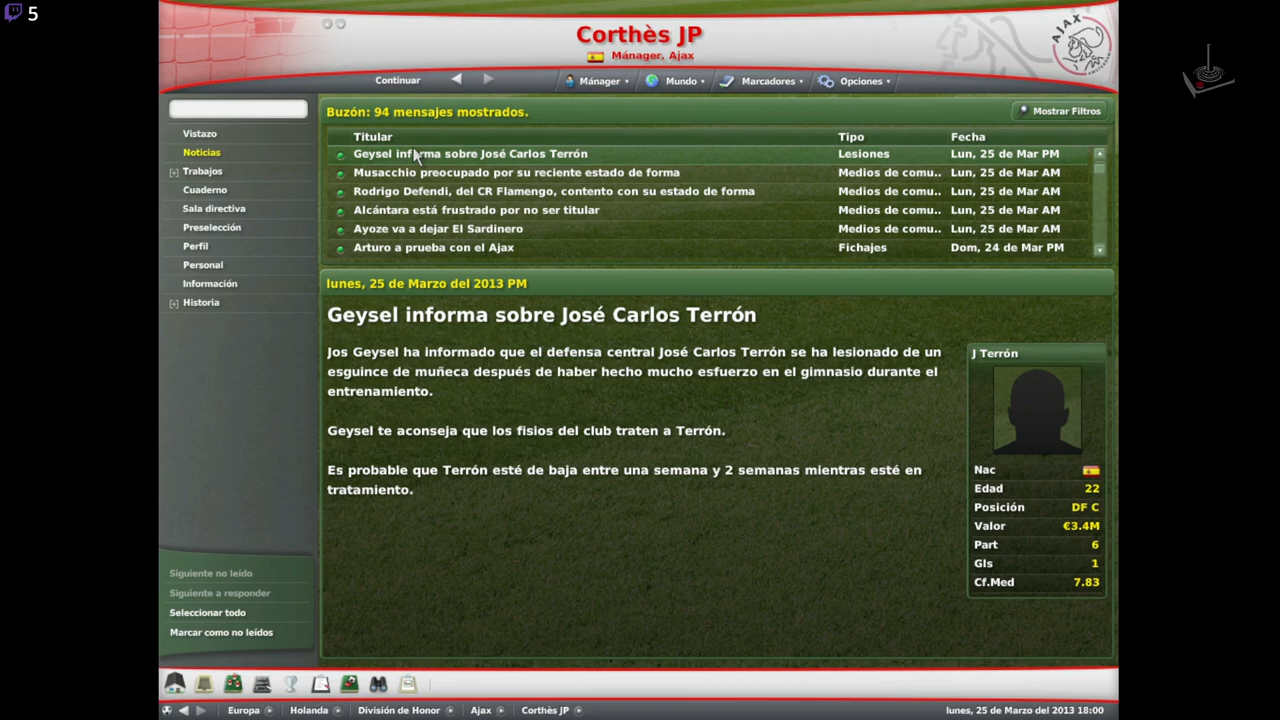 5
Corthès JP
Mánager, Ajax
AJAX
Continuar
Mánager
Mundo
Marcadores
Opciones
Buzón: 94 mensajes mostrados.
Mostrar Filtros
Vistazo
Noticias
Trabajos
Cuaderno
Sala directiva
Preselección
Perfil
Personal
Información
Historia
Titular Tipo Fecha
Geysel informa sobre José Carlos Terrón Lesiones Lun, 25 de Mar PM
Musacchio preocupado por su reciente estado de forma Medios de comu.. Lun, 25 de Mar AM
Rodrigo Defendi, del CR Flamengo, contento con su estado de forma Medios de comu.. Lun, 25 de Mar AM
Alcántara está frustrado por no ser titular Medios de comu.. Lun, 25 de Mar AM
Ayoze va a dejar El Sardinero Medios de comu.. Lun, 25 de Mar AM
Arturo a prueba con el Ajax Fichajes Dom, 24 de Mar PM
lunes, 25 de Marzo del 2013 PM
Geysel informa sobre José Carlos Terrón
Jos Geysel ha informado que el defensa central José Carlos Terrón se ha lesionado de un
esguince de muñeca después de haber hecho mucho esfuerzo en el gimnasio durante el
entrenamiento.
Geysel te aconseja que los fisios del club traten a Terrón.
Es probable que Terrón esté de baja entre una semana y 2 semanas mientras esté en
tratamiento.
J Terrón
Nac
Edad 22
Posición DF C
Valor €3.4M
Part 6
Gls 1
Cf.Med 7.83
Siguiente no leído
Siguiente a responder
Seleccionar todo
Marcar como no leídos
Europa
Holanda
División de Honor
Ajax
Corthès JP
lunes, 25 de Marzo del 2013 18:00